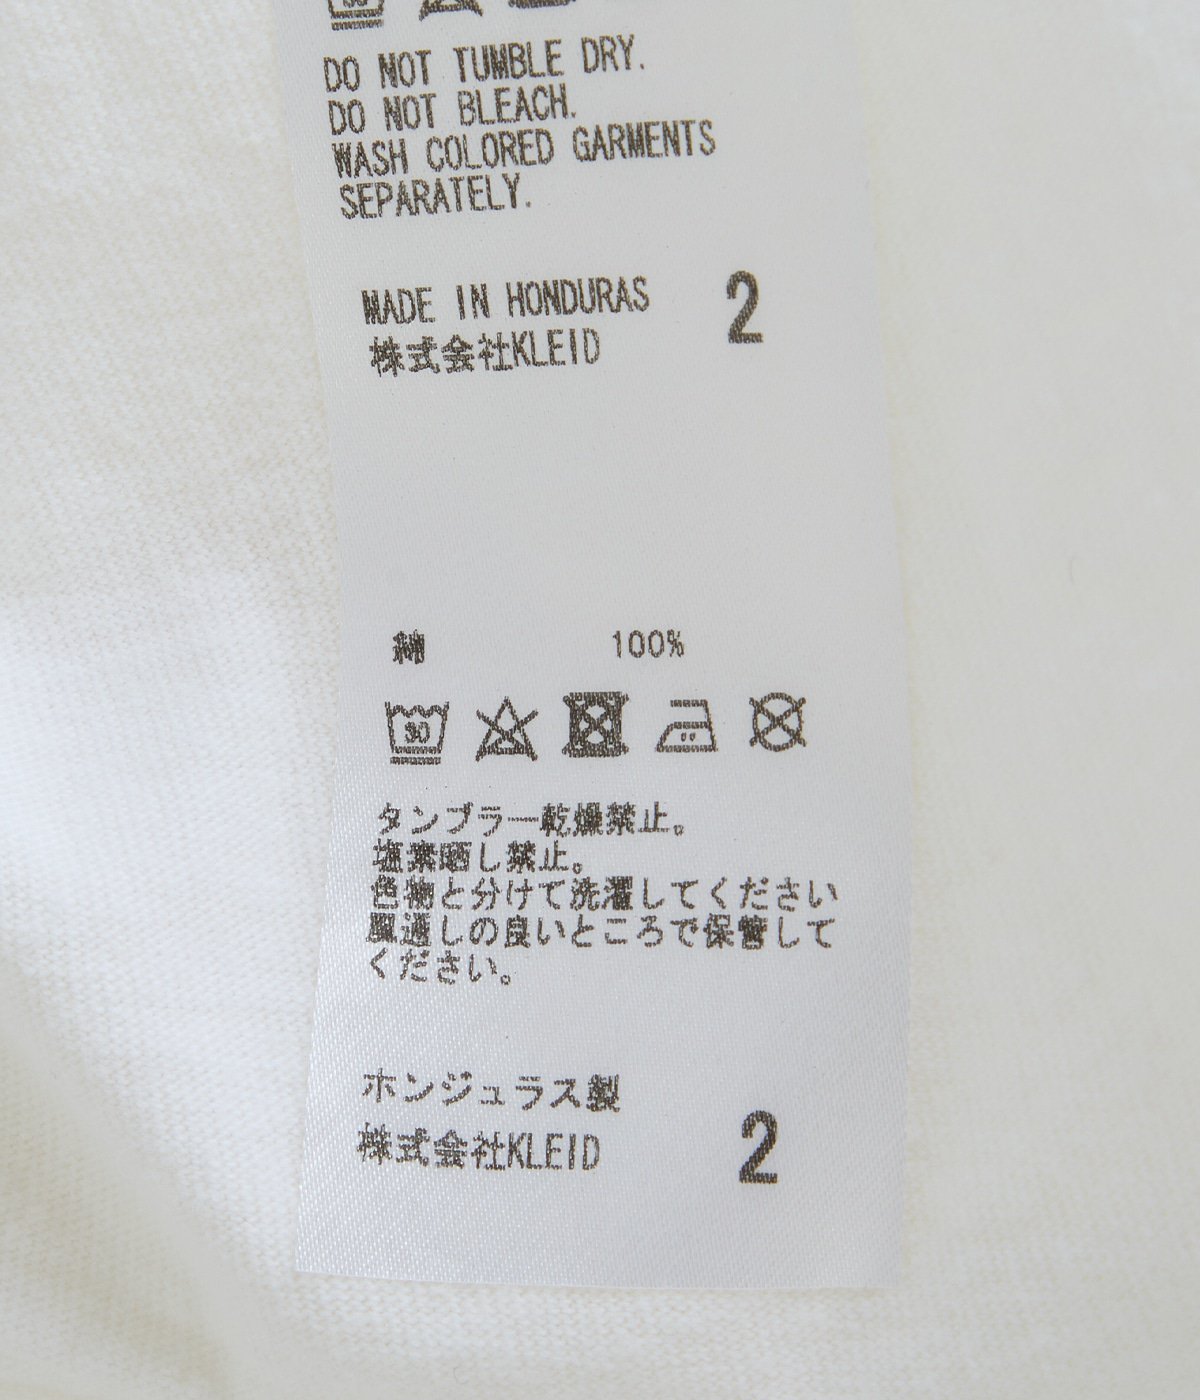 DO NOT TUMBLE DRY.
DO NOT BLEACH.
WASH COLORED GARMENTS
SEPARATELY.
MADE IN HONDURAS 2
株式会社KLEID
綿 100%
30
タンブラー乾燥禁止。
塩素晒し禁止。
色物と分けて洗濯してください
風通しの良いところで保管して
ください。
ホンジュラス製
株式会社KLEID 2